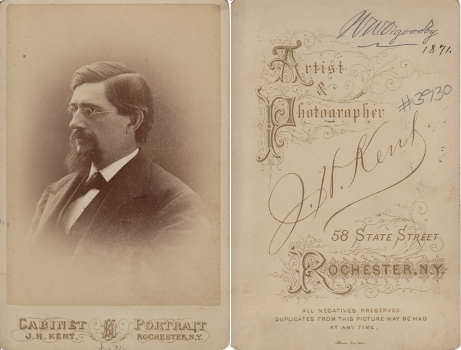 CABINET PORTRAIT
J.H. KENT, ROCHESTER, N.Y.
1871.
Artist
&
Photographer
#3930
J. H. Kent.
58 STATE STREET
ROCHESTER, N.Y.
ALL NEGATIVES PRESERVED.
DUPLICATES FROM THIS PICTURE MAY BE HAD
AT ANY TIME.